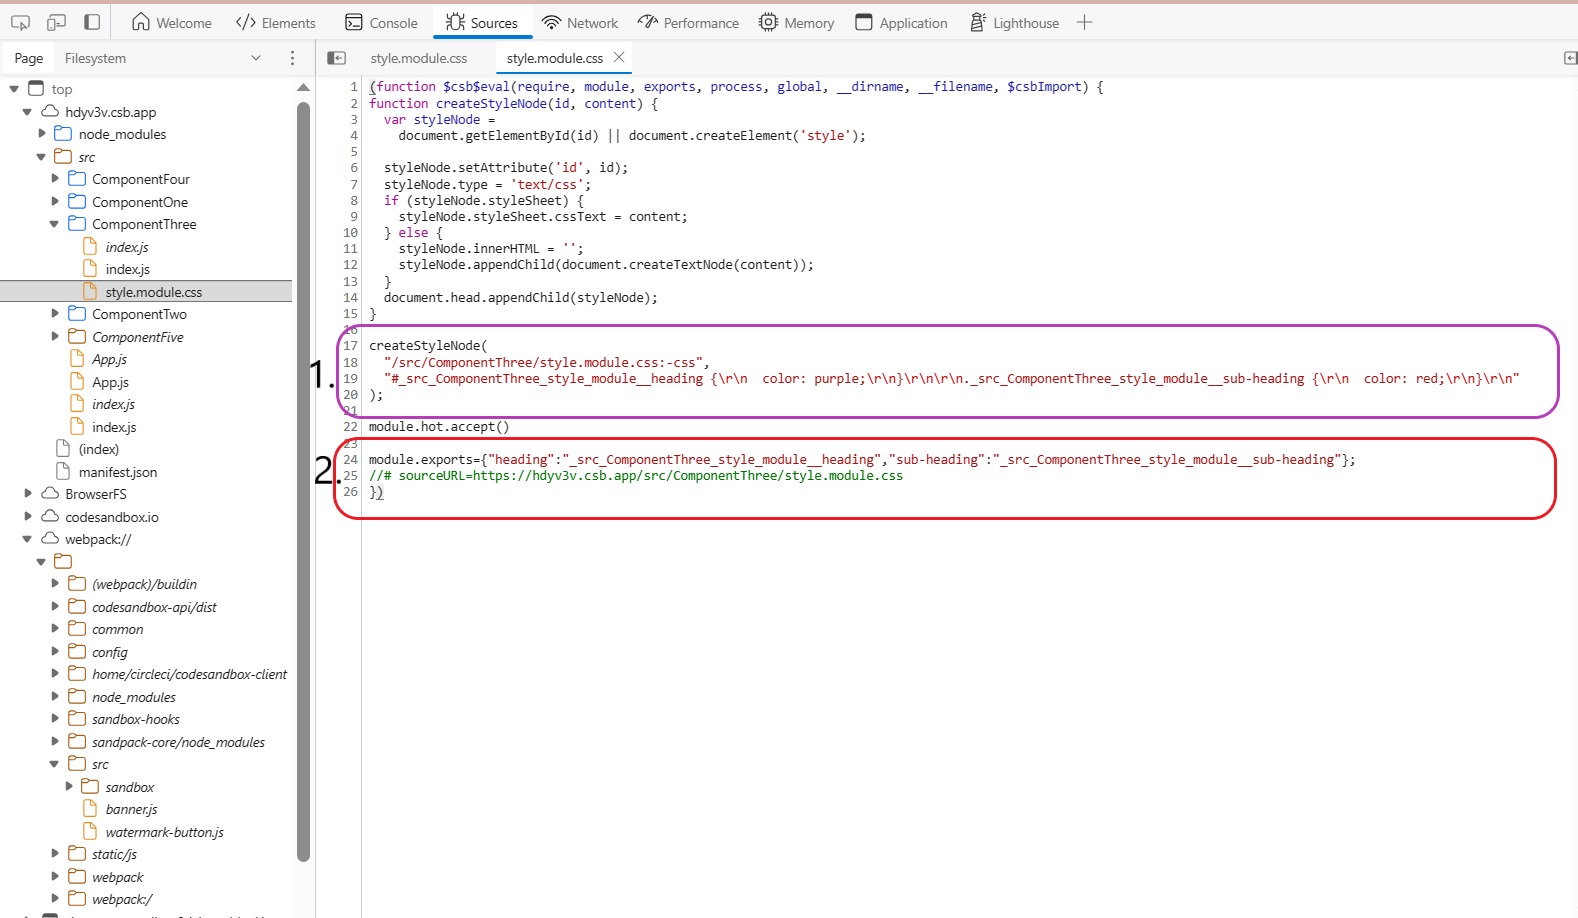 Welcome
Elements
Console
Sources
Network
Performance
Memory
Application
Lighthouse
Page
Filesystem
style.module.css
style.module.css
top
hdyv3v.csb.app
node_modules
src
ComponentFour
ComponentOne
ComponentThree
index.js
index.js
style.module.css
ComponentTwo
ComponentFive
App.js
App.js
index.js
index.js
(index)
manifest.json
BrowserFS
codesandbox.io
webpack://
(webpack)/buildin
codesandbox-api/dist
common
config
home/circleci/codesandbox-client
node_modules
sandbox-hooks
sandpack-core/node_modules
src
sandbox
banner.js
watermark-button.js
static/js
webpack
webpack:/
1 (function $csb$eval(require, module, exports, process, global, __dirname, __filename, $csbImport) {
2 function createStyleNode(id, content) {
3 var styleNode =
4 document.getElementById(id) || document.createElement('style');
5
6 styleNode.setAttribute('id', id);
7 styleNode.type = 'text/css';
8 if (styleNode.styleSheet) {
9 styleNode.styleSheet.cssText = content;
10 } else {
11 styleNode.innerHTML = '';
12 styleNode.appendChild(document.createTextNode(content));
13 }
14 document.head.appendChild(styleNode);
15 }
16
17 createStyleNode(
18 "/src/ComponentThree/style.module.css:-css",
1.
19 "#_src_ComponentThree_style_module__heading {\r\n  color: purple;\r\n}\r\n\r\n._src_ComponentThree_style_module__sub-heading {\r\n  color: red;\r\n}\r\n"
20 );
21
22 module.hot.accept()
23
24 module.exports={"heading":"_src_ComponentThree_style_module__heading","sub-heading":"_src_ComponentThree_style_module__sub-heading"};
2.
25 //# sourceURL=https://hdyv3v.csb.app/src/ComponentThree/style.module.css
26 })